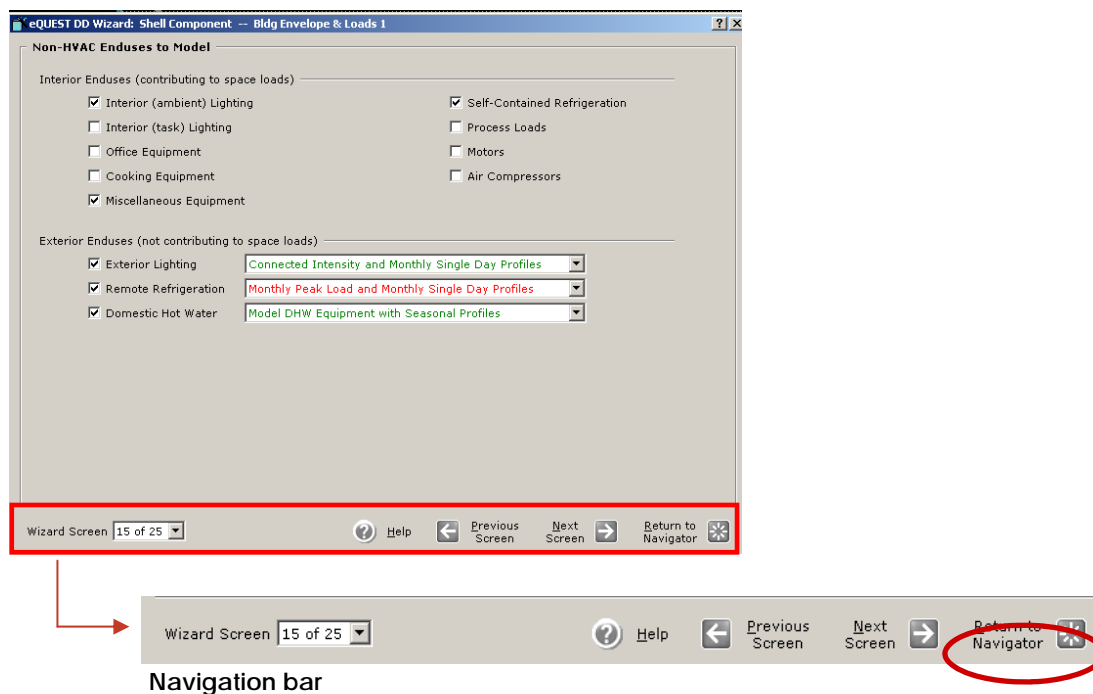 eQUEST DD Wizard: Shell Component -- Bldg Envelope & Loads 1
Non-HVAC Enduses to Model
Interior Enduses (contributing to space loads)
Interior (ambient) Lighting
Self-Contained Refrigeration
Interior (task) Lighting
Process Loads
Office Equipment
Motors
Cooking Equipment
Air Compressors
Miscellaneous Equipment
Exterior Enduses (not contributing to space loads)
Exterior Lighting Connected Intensity and Monthly Single Day Profiles
Remote Refrigeration Monthly Peak Load and Monthly Single Day Profiles
Domestic Hot Water Model DHW Equipment with Seasonal Profiles
Wizard Screen 15 of 25
Help
Previous
Screen
Next
Screen
Return to
Navigator
Wizard Screen 15 of 25
Help
Previous
Screen
Next
Screen
Return to
Navigator
Navigation bar